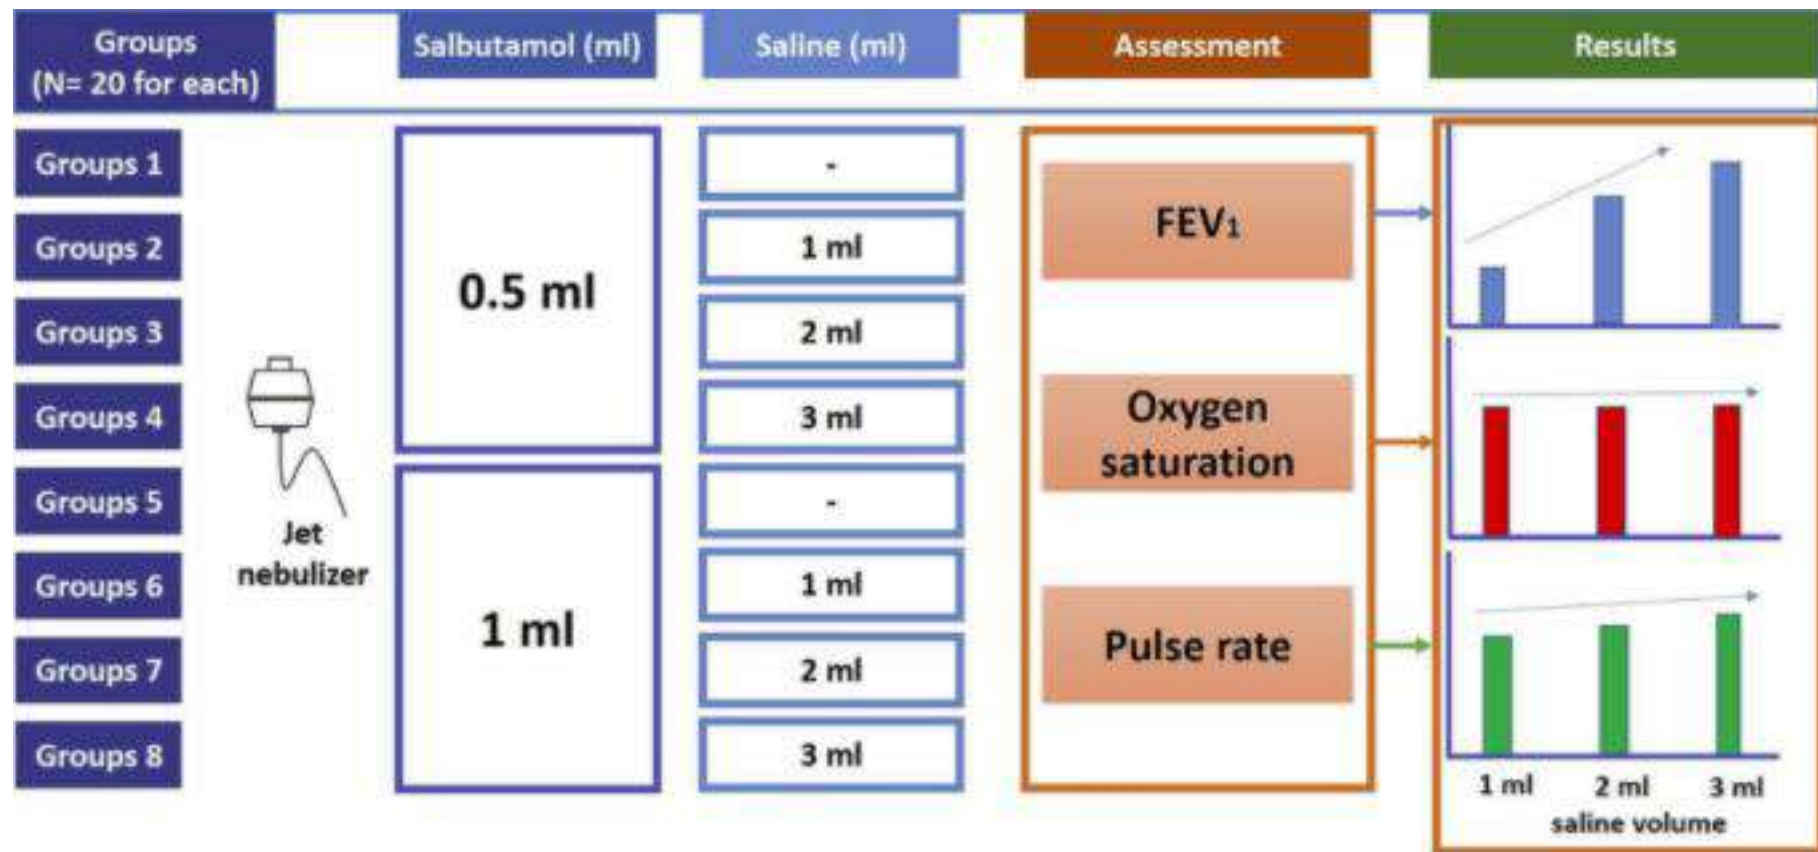 Groups
(N= 20 for each)
Salbutamol (ml)
Saline (ml)
Assessment
Results
Groups 1
Groups 2
Groups 3
Groups 4
Groups 5
Groups 6
Groups 7
Groups 8
Jet
nebulizer
0.5 ml
1 ml
-
1 ml
2 ml
3 ml
-
1 ml
2 ml
3 ml
FEV₁
Oxygen
saturation
Pulse rate
1 ml 2 ml 3 ml
saline volume